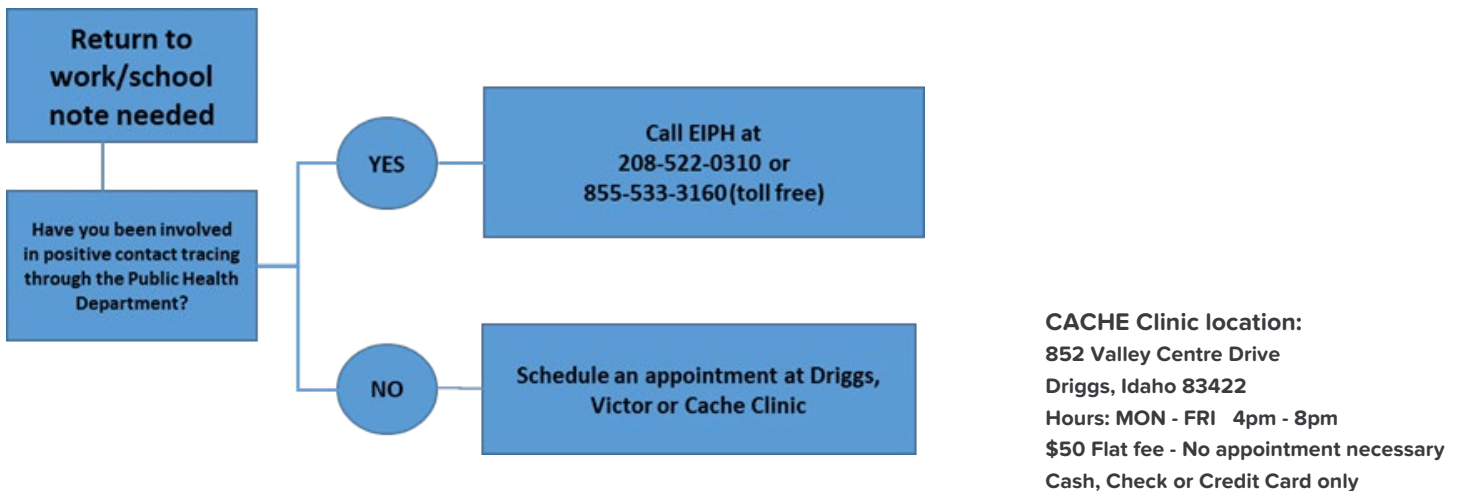 Return to
work/school
note needed
Have you been involved
in positive contact tracing
through the Public Health
Department?
YES
Call EIPH at
208-522-0310 or
855-533-3160(toll free)
NO
Schedule an appointment at Driggs,
Victor or Cache Clinic
CACHE Clinic location:
852 Valley Centre Drive
Driggs, Idaho 83422
Hours: MON - FRI 4pm - 8pm
$50 Flat fee - No appointment necessary
Cash, Check or Credit Card only